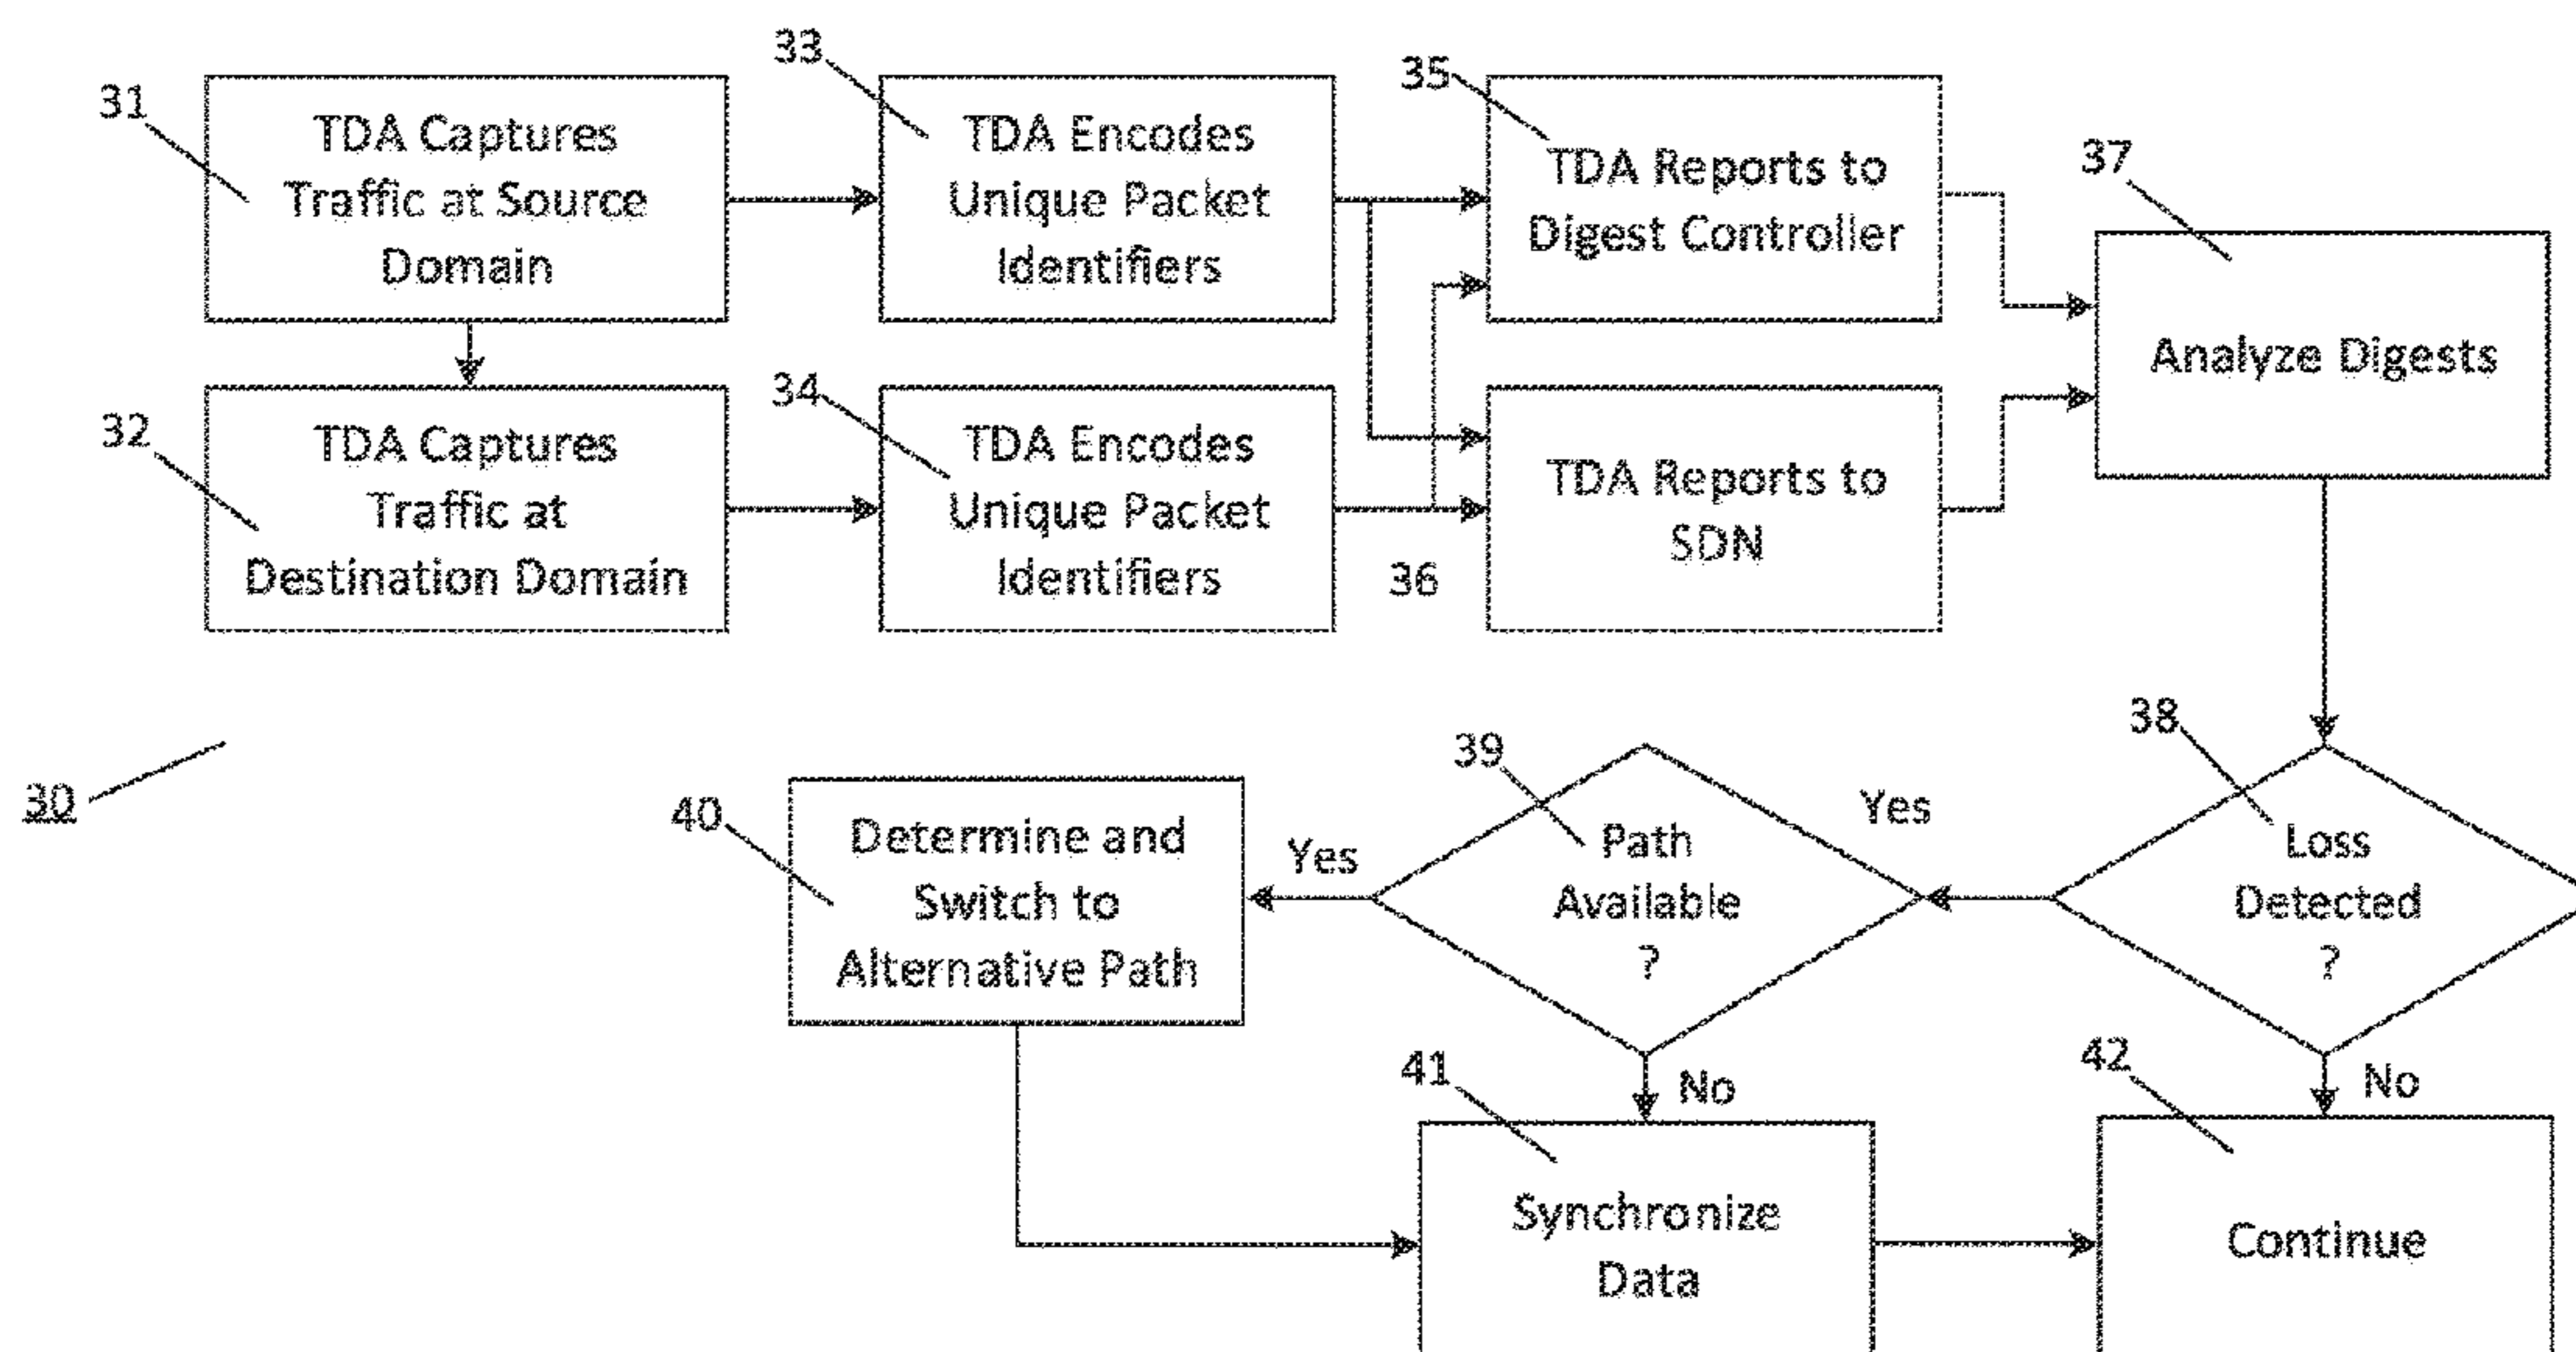 31
TDA Captures
Traffic at Source
Domain
33
TDA Encodes
Unique Packet
Identifiers
35
TDA Reports to
Digest Controller
37
Analyze Digests
32
TDA Captures
Traffic at
Destination Domain
34
TDA Encodes
Unique Packet
Identifiers
36
TDA Reports to
SDN
30
40
Determine and
Switch to
Alternative Path
Yes
39
Path
Available
?
Yes
38
Loss
Detected
?
No
No
41
Synchronize
Data
42
Continue